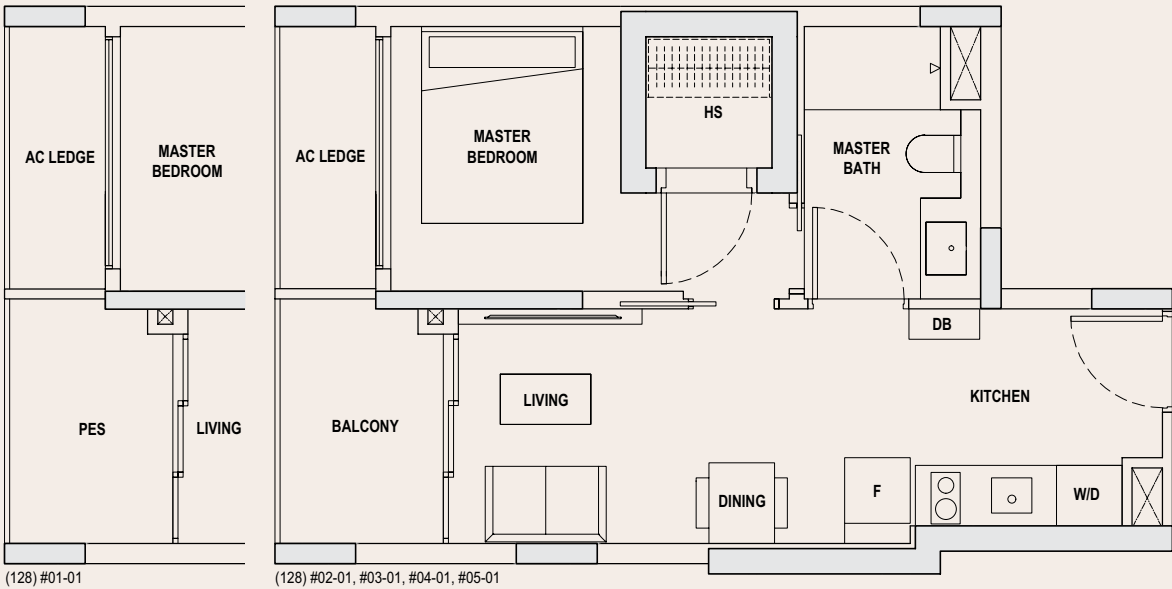 AC LEDGE
MASTER
BEDROOM
PES
LIVING
(128) #01-01
AC LEDGE
MASTER
BEDROOM
HS
MASTER
BATH
DB
BALCONY
LIVING
KITCHEN
DINING
F
W/D
(128) #02-01, #03-01, #04-01, #05-01